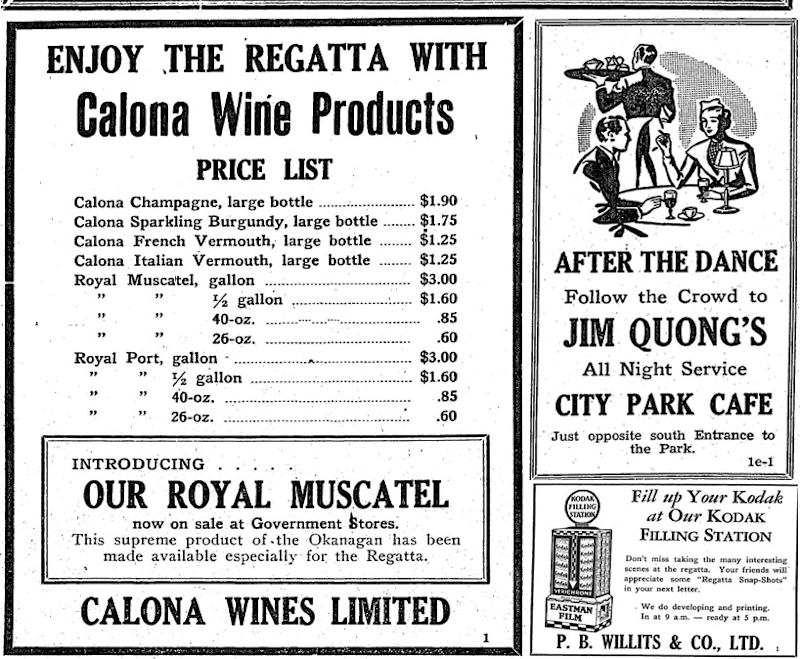 ENJOY THE REGATTA WITH
Calona Wine Products
PRICE LIST
Calona Champagne, large bottle .................... $1.90
Calona Sparkling Burgundy, large bottle ........ $1.75
Calona French Vermouth, large bottle ........ $1.25
Calona Italian Vermouth, large bottle ........ $1.25
Royal Muscatel, gallon .................................... $3.00
" " ½ gallon ............................ $1.60
" " 40-oz. ................................ .85
" " 26-oz. ................................ .60
Royal Port, gallon ............................................ $3.00
" " ½ gallon .................................... $1.60
" " 40-oz. ........................................ .85
" " 26-oz. ........................................ .60
INTRODUCING . . . . .
OUR ROYAL MUSCATEL
now on sale at Government Stores.
This supreme product of the Okanagan has been
made available especially for the Regatta.
CALONA WINES LIMITED
1
AFTER THE DANCE
Follow the Crowd to
JIM QUONG'S
All Night Service
CITY PARK CAFE
Just opposite south Entrance to
the Park.
1e-1
KODAK
FILLING
STATION
VERICHROME
EASTMAN
FILM
Fill up Your Kodak
at Our KODAK
FILLING STATION
Don't miss taking the many interesting
scenes at the regatta. Your friends will
appreciate some "Regatta Snap-Shots"
in your next letter.
We do developing and printing.
In at 9 a.m. — ready at 5 p.m.
P. B. WILLITS & CO., LTD.